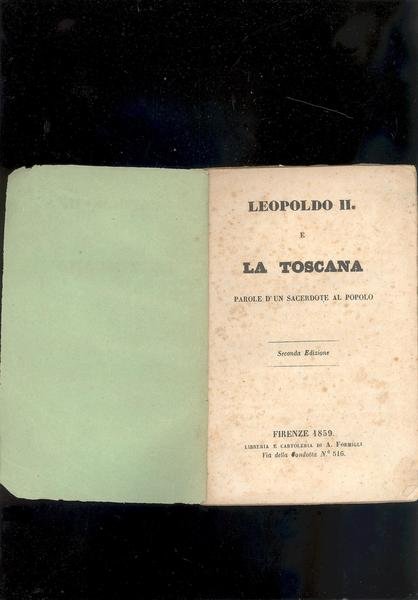 LEOPOLDO II.
E
LA TOSCANA
PAROLE D'UN SACERDOTE AL POPOLO
Seconda Edizione
FIRENZE 1859.
LIBRERIA E CARTOLERIA DI A. FORMIGLI
Via della Condotta N.º 516.